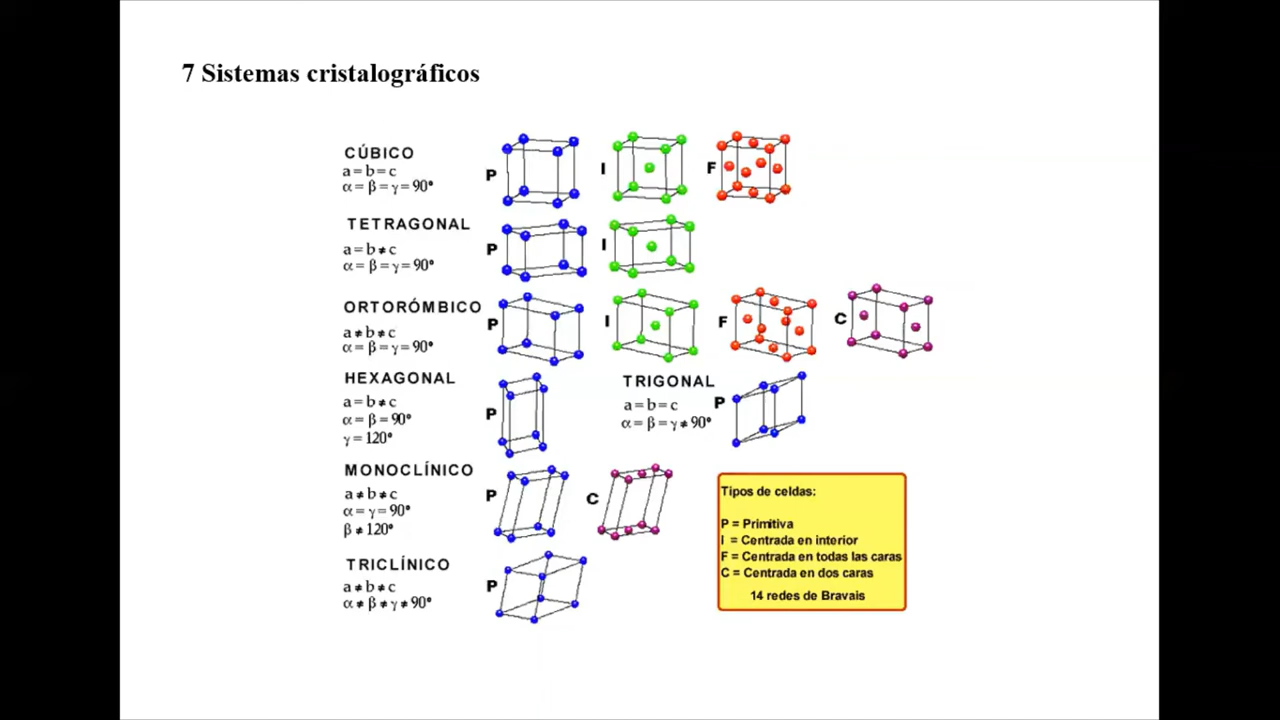 7 Sistemas cristalográficos
CÚBICO
a = b = c
α = β = γ = 90°
P
I
F
TETRAGONAL
a = b ≠ c
α = β = γ = 90°
P
I
ORTORÓMBICO
a ≠ b ≠ c
α = β = γ = 90°
P
I
F
C
HEXAGONAL
a = b ≠ c
α = β = 90°
γ = 120°
P
TRIGONAL
a = b = c
α = β = γ ≠ 90°
P
MONOCLÍNICO
a ≠ b ≠ c
α = γ = 90°
β ≠ 120°
P
C
TRICLÍNICO
a ≠ b ≠ c
α ≠ β ≠ γ ≠ 90°
P
Tipos de celdas:
P = Primitiva
I = Centrada en interior
F = Centrada en todas las caras
C = Centrada en dos caras
14 redes de Bravais